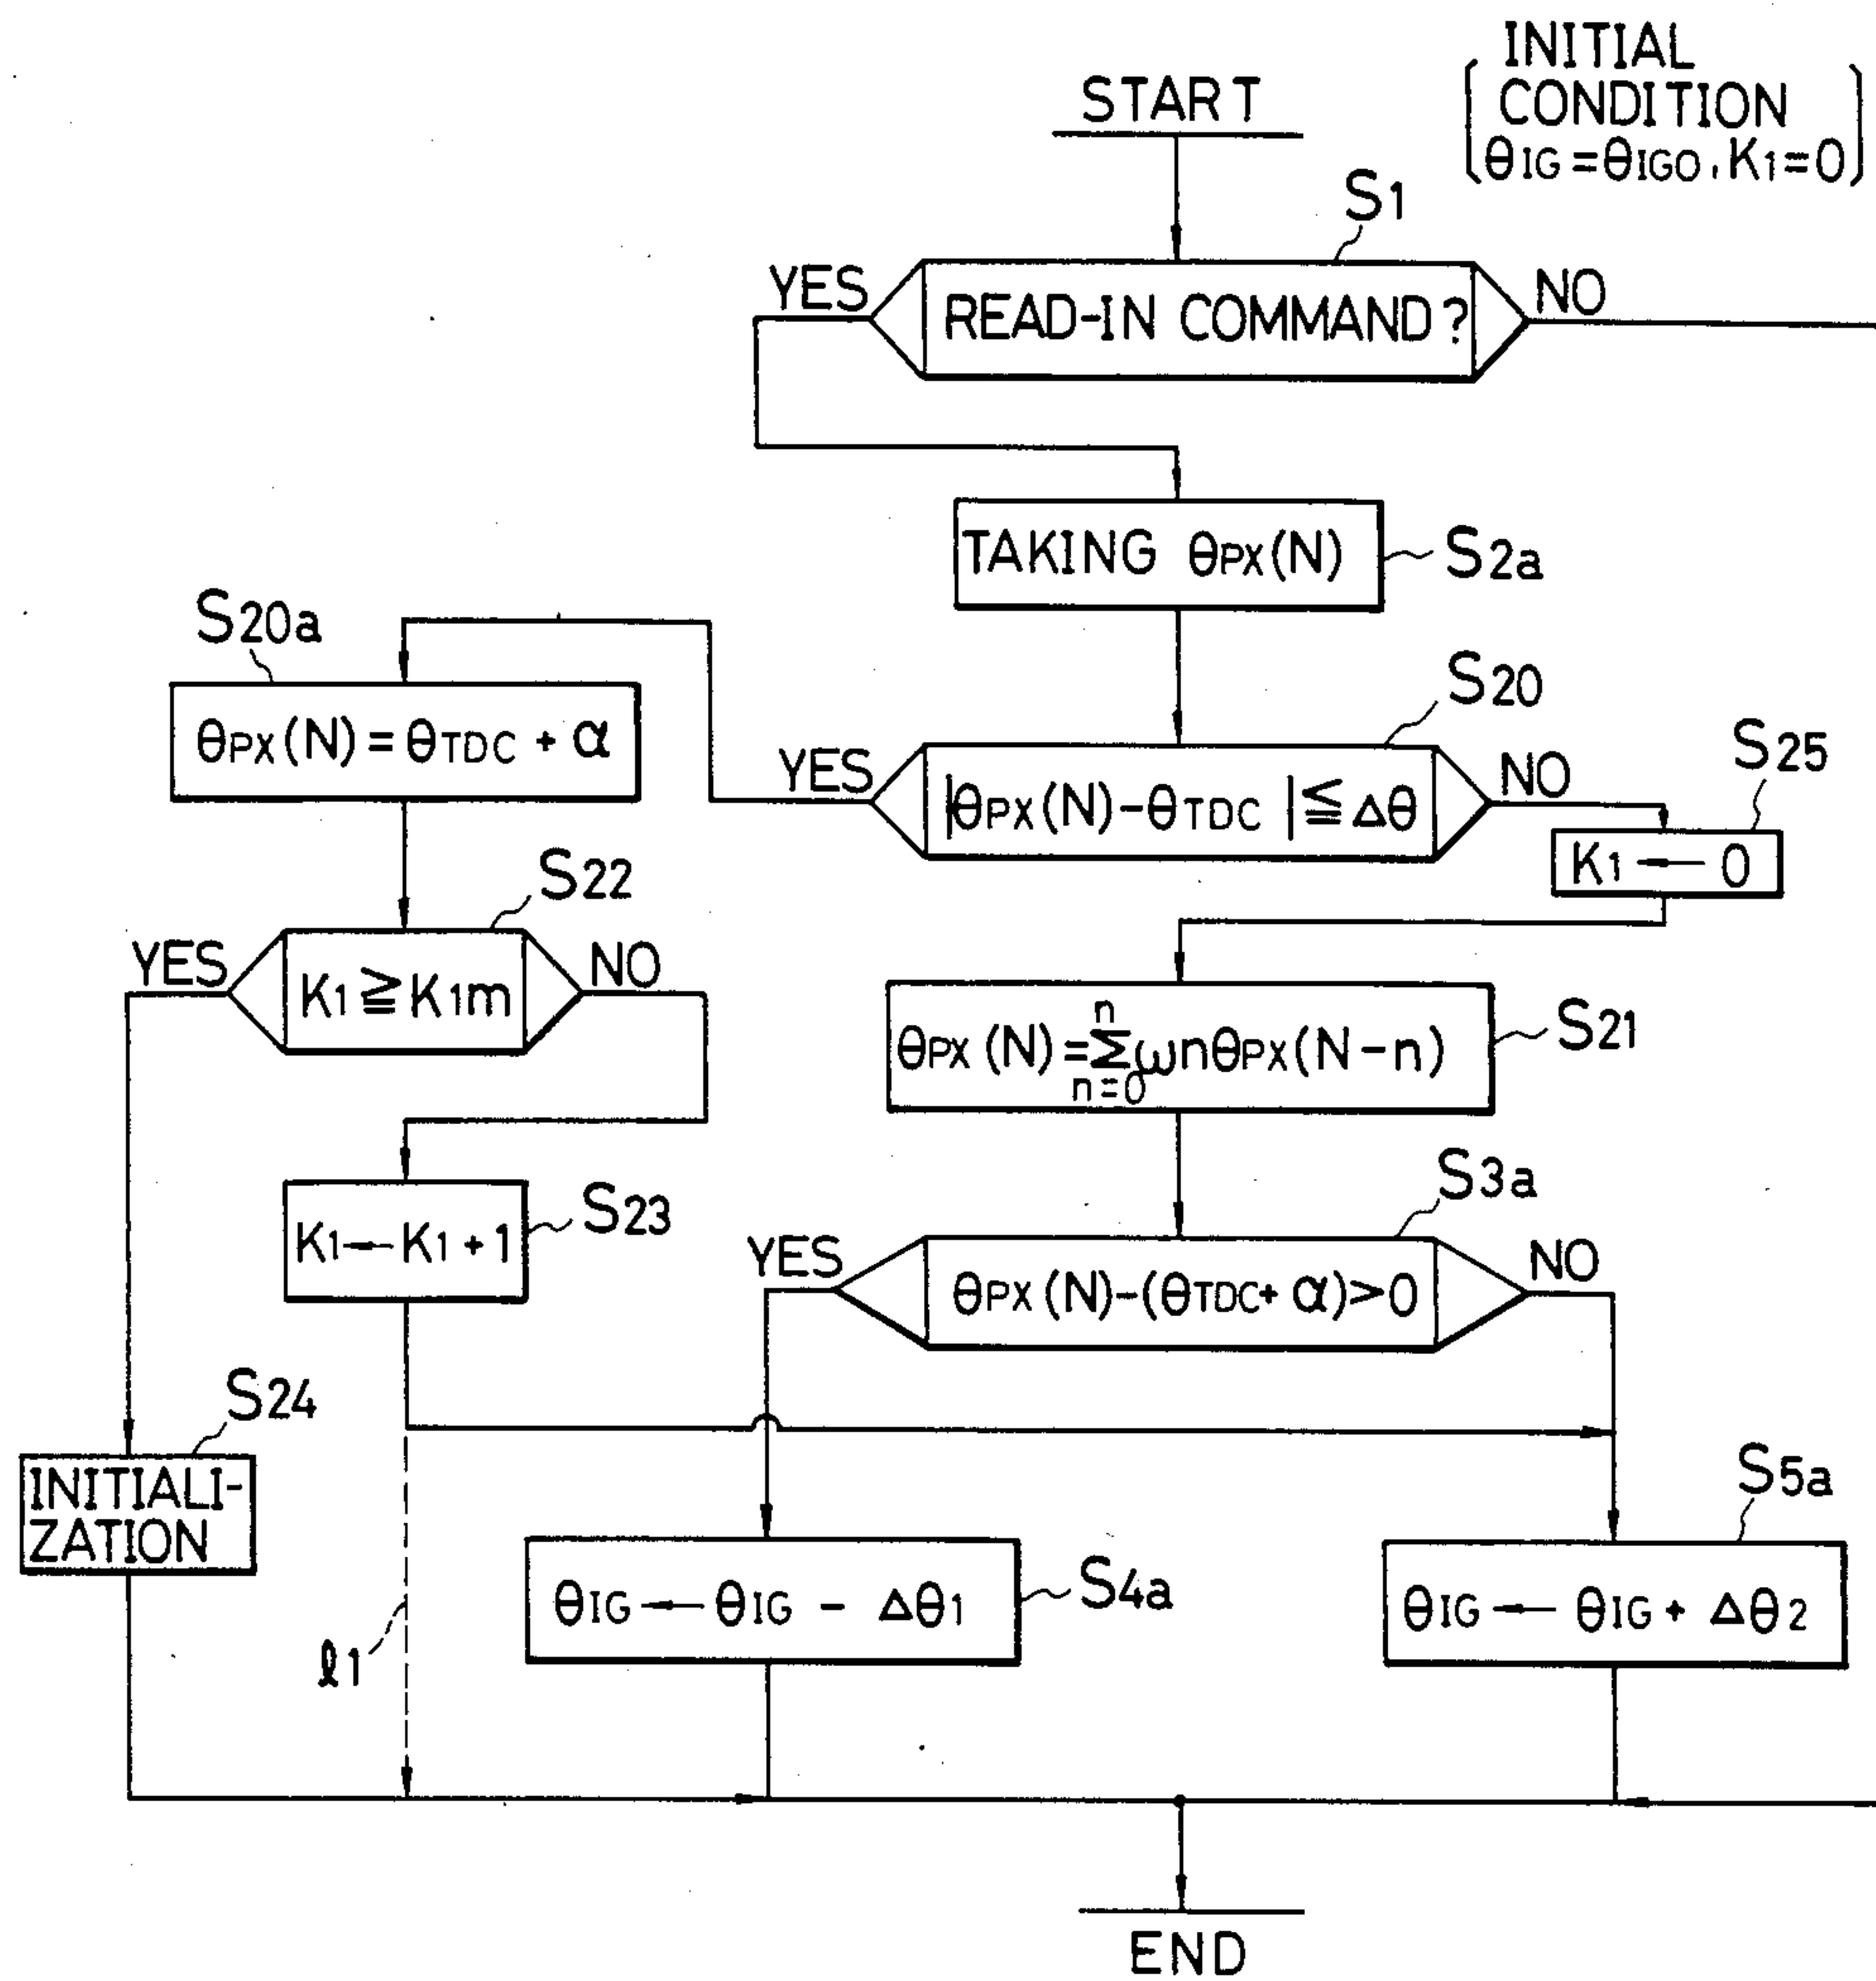 INITIAL
CONDITION
θIG=θIGO, K1=0
START
S1
YES
READ-IN COMMAND?
NO
TAKING θPX(N)
S2a
S20a
θPX(N)=θTDC+α
S20
YES
|θPX(N)-θTDC|≦Δθ
NO
S25
K1←0
S22
YES
K1≧K1m
NO
θPX(N)=Σωnθpx(N-n)
n
n=0
S21
K1←K1+1
S23
S3a
YES
θPX(N)-(θTDC+α)>0
NO
S24
INITIALI-
ZATION
ℓ1
θIG←θIG-Δθ1
S4a
S5a
θIG←θIG+Δθ2
END